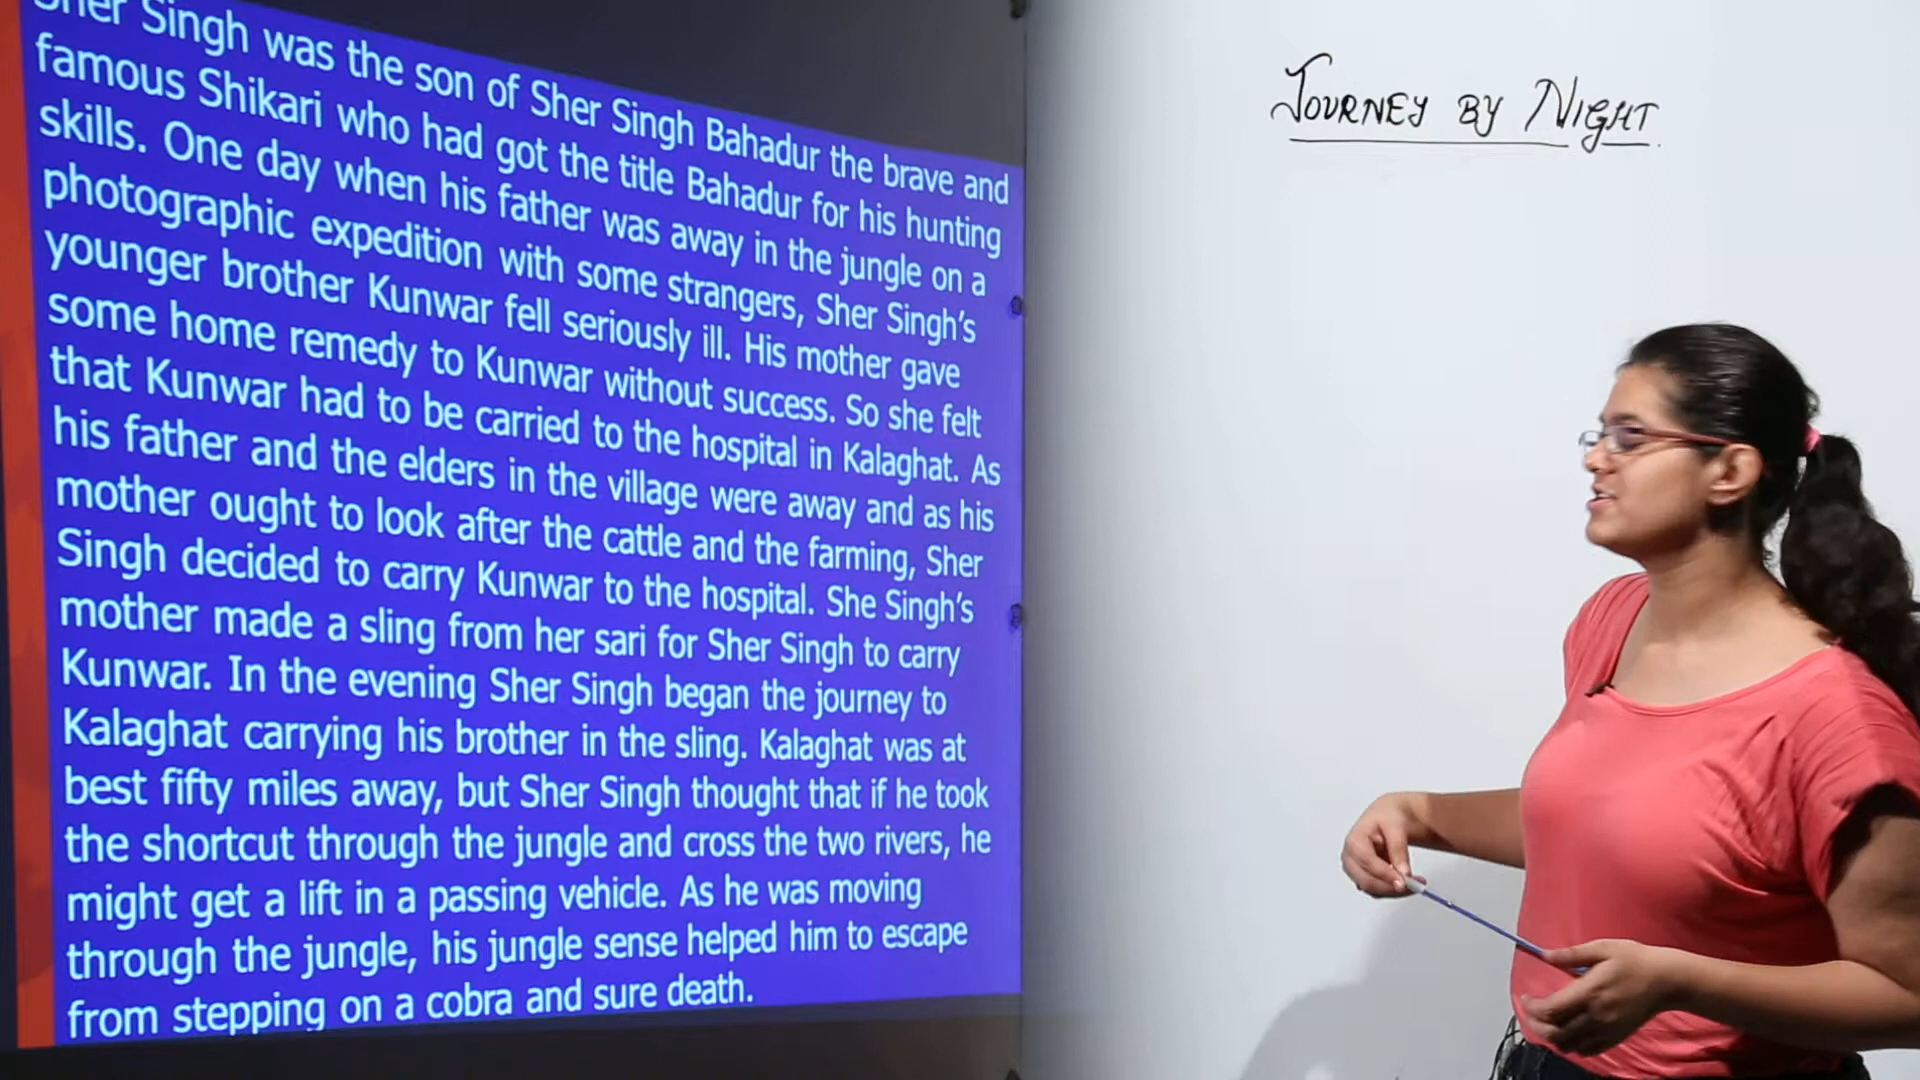 Sher Singh was the son of Sher Singh Bahadur the brave and
famous Shikari who had got the title Bahadur for his hunting
skills. One day when his father was away in the jungle on a
photographic expedition with some strangers, Sher Singh's
younger brother Kunwar fell seriously ill. His mother gave
some home remedy to Kunwar without success. So she felt
that Kunwar had to be carried to the hospital in Kalaghat. As
his father and the elders in the village were away and as his
mother ought to look after the cattle and the farming, Sher
Singh decided to carry Kunwar to the hospital. She Singh's
mother made a sling from her sari for Sher Singh to carry
Kunwar. In the evening Sher Singh began the journey to
Kalaghat carrying his brother in the sling. Kalaghat was at
best fifty miles away, but Sher Singh thought that if he took
the shortcut through the jungle and cross the two rivers, he
might get a lift in a passing vehicle. As he was moving
through the jungle, his jungle sense helped him to escape
from stepping on a cobra and sure death.
JOURNEY BY NIGHT.